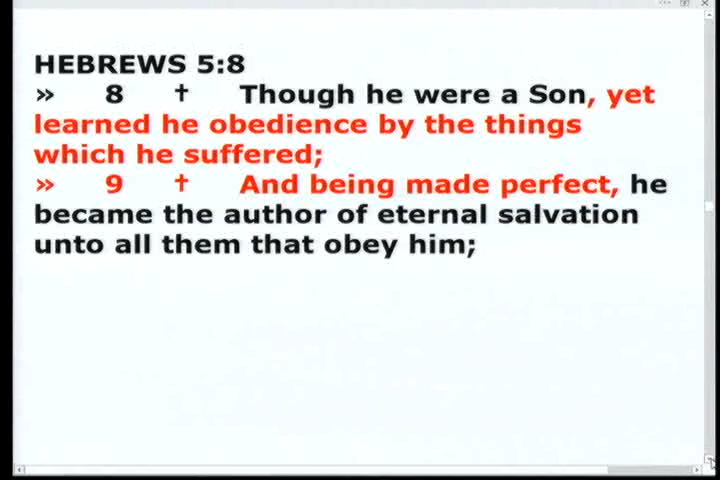 HEBREWS 5:8
» 8 † Though he were a Son, yet
learned he obedience by the things
which he suffered;
» 9 † And being made perfect, he
became the author of eternal salvation
unto all them that obey him;